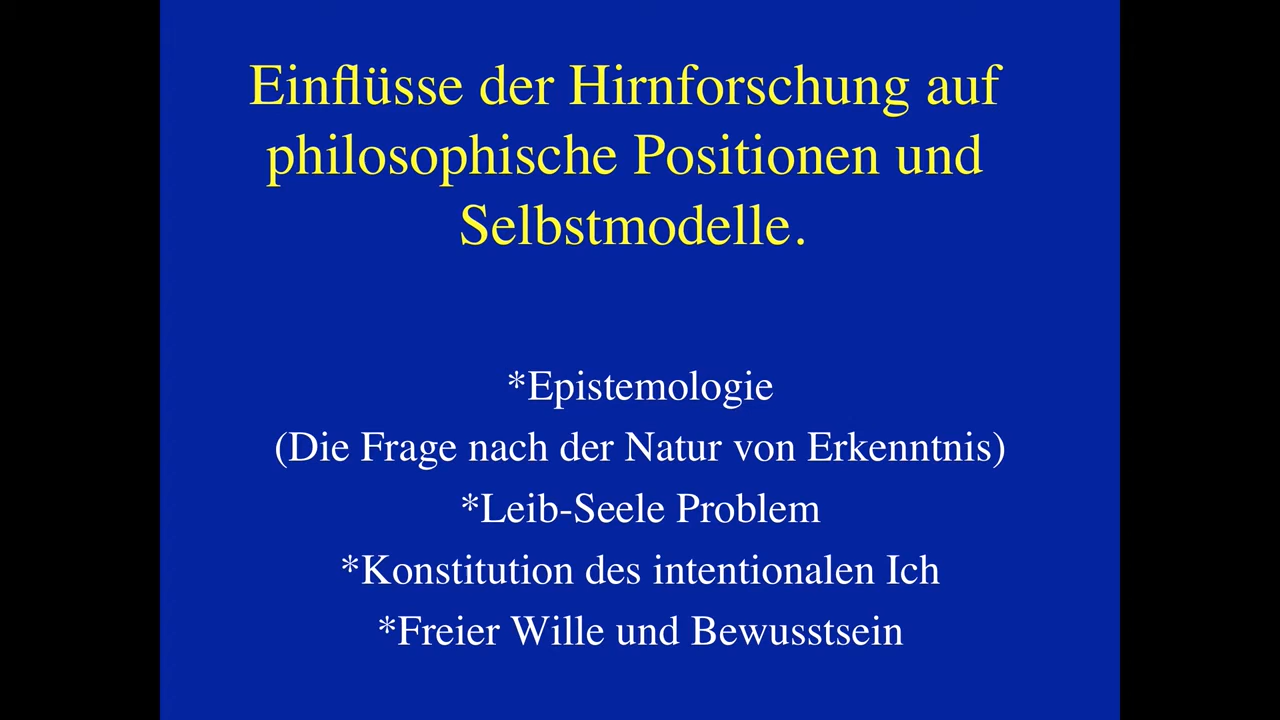 Einflüsse der Hirnforschung auf
philosophische Positionen und
Selbstmodelle.
*Epistemologie
(Die Frage nach der Natur von Erkenntnis)
*Leib-Seele Problem
*Konstitution des intentionalen Ich
*Freier Wille und Bewusstsein